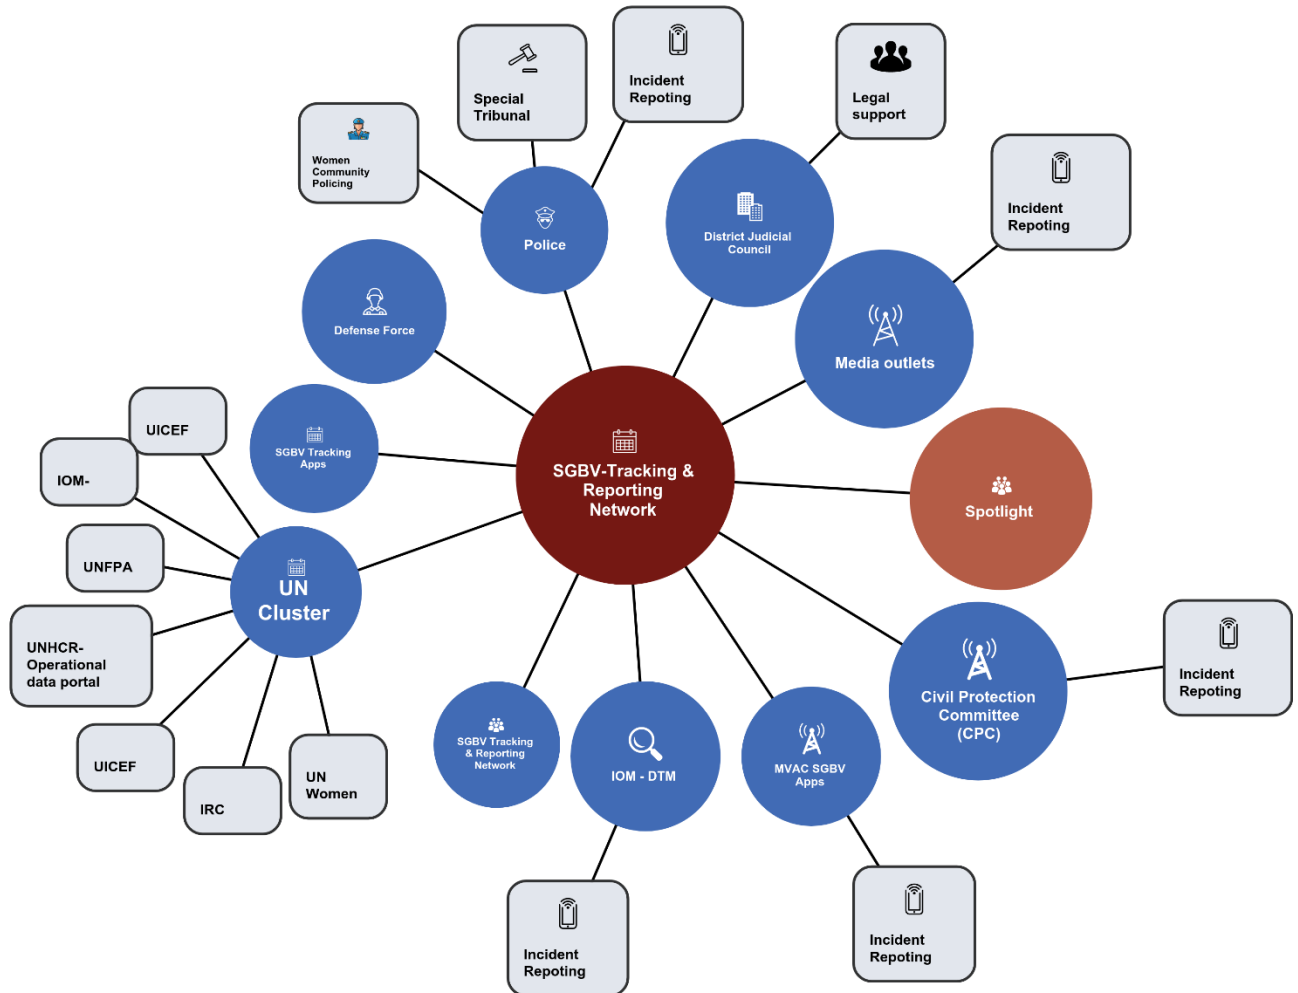 Incident
Repoting
Special
Tribunal
Legal
support
Women
Community
Policing
Incident
Repoting
Police
District Judicial
Council
Defense Force
Media outlets
UICEF
SGBV Tracking
Apps
SGBV-Tracking &
Reporting
Network
IOM-
Spotlight
UNFPA
UN
Cluster
UNHCR-
Operational
data portal
Incident
Repoting
Civil Protection
Committee
(CPC)
UICEF
UN
Women
IRC
SGBV Tracking
& Reporting
Network
IOM - DTM
MVAC SGBV
Apps
Incident
Repoting
Incident
Repoting